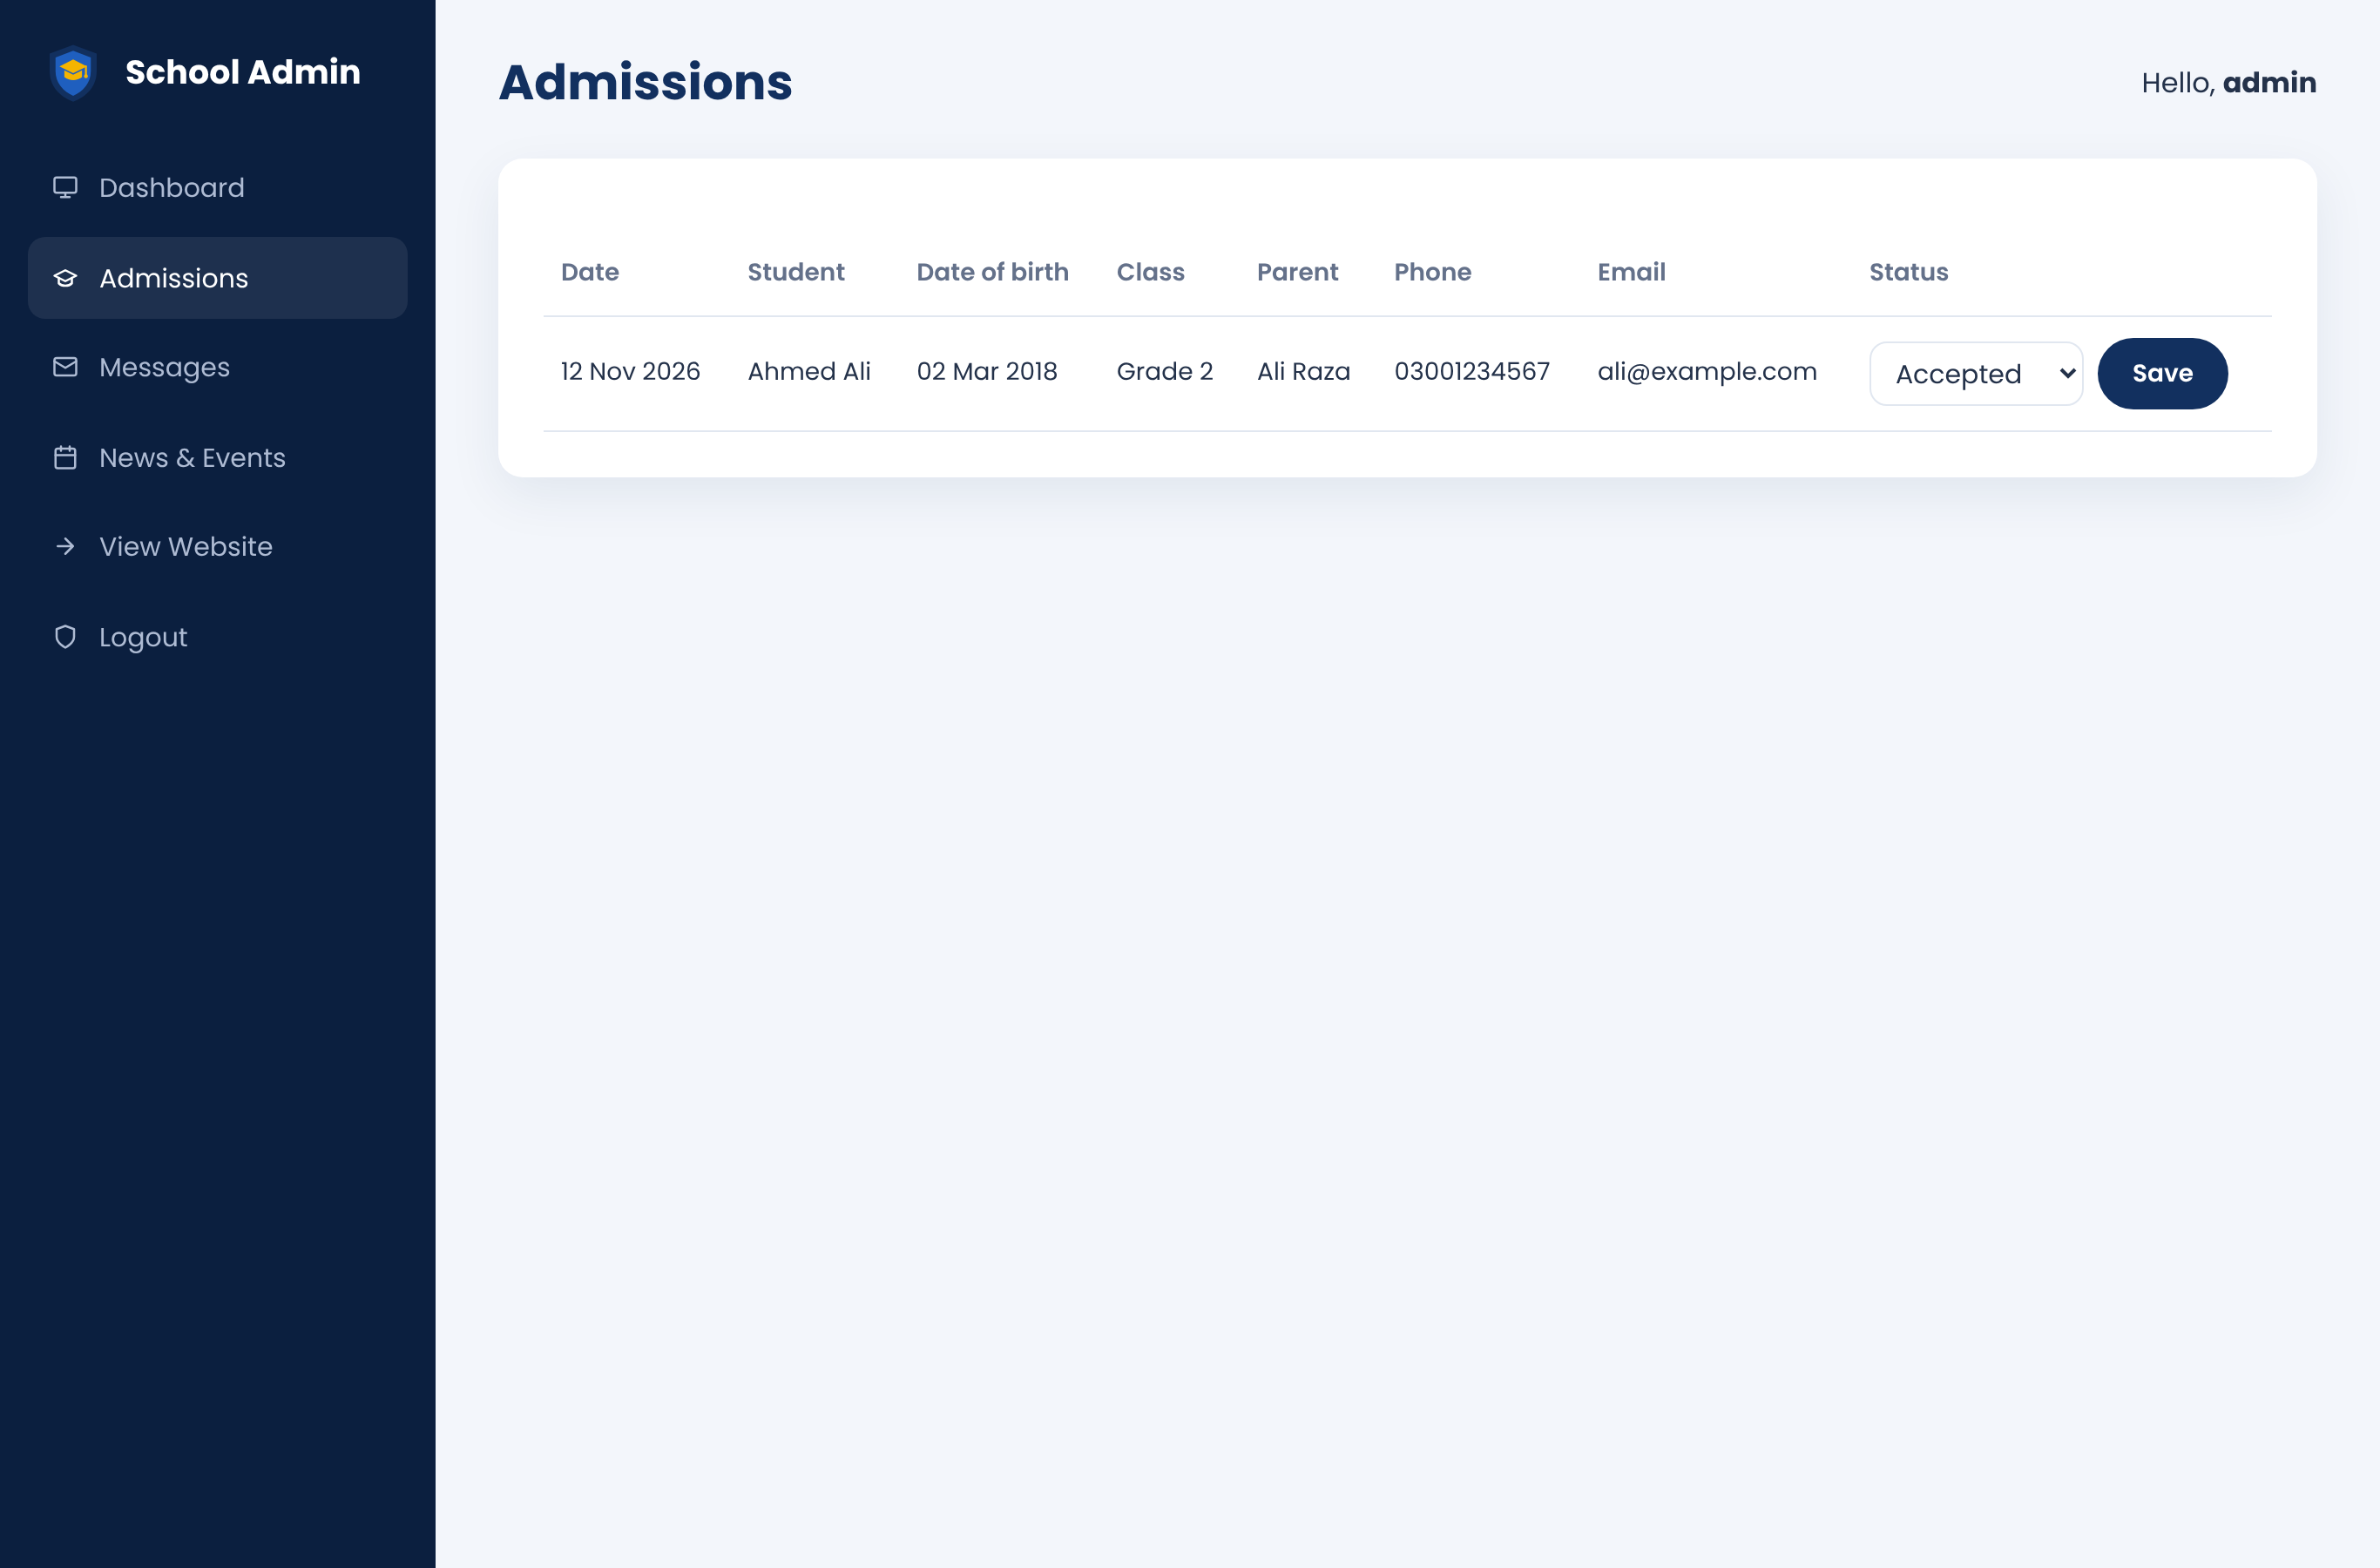 School Admin
Dashboard
Admissions
Messages
News & Events
View Website
Logout
Admissions
Hello, admin
Date Student Date of birth Class Parent Phone Email Status
12 Nov 2026 Ahmed Ali 02 Mar 2018 Grade 2 Ali Raza 03001234567 ali@example.com Accepted Save